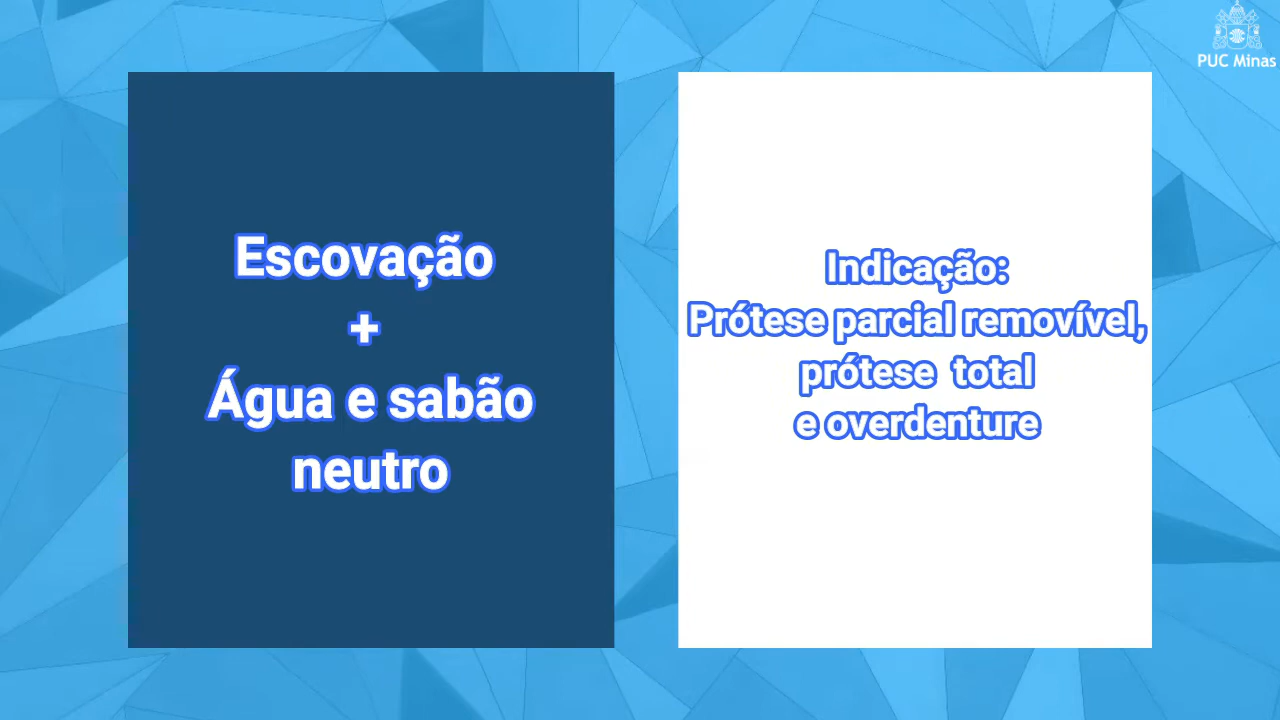 PUC Minas
Escovação
+
Água e sabão
neutro
Indicação:
Prótese parcial removível,
prótese total
e overdenture